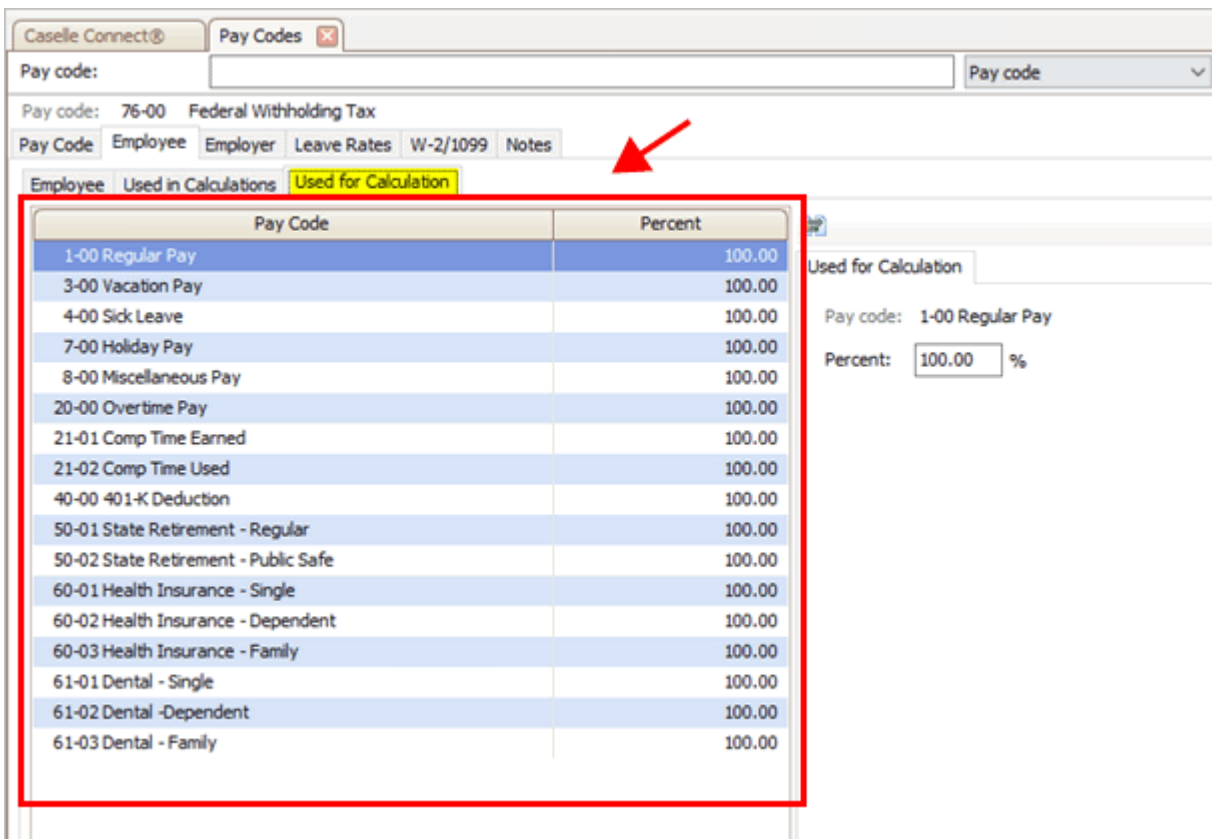 Caselle Connect® Pay Codes
Pay code: Pay code
Pay code: 76-00 Federal Withholding Tax
Pay Code Employee Employer Leave Rates W-2/1099 Notes
Employee Used in Calculations Used for Calculation
Pay Code Percent
1-00 Regular Pay 100.00
3-00 Vacation Pay 100.00
4-00 Sick Leave 100.00
7-00 Holiday Pay 100.00
8-00 Miscellaneous Pay 100.00
20-00 Overtime Pay 100.00
21-01 Comp Time Earned 100.00
21-02 Comp Time Used 100.00
40-00 401-K Deduction 100.00
50-01 State Retirement - Regular 100.00
50-02 State Retirement - Public Safe 100.00
60-01 Health Insurance - Single 100.00
60-02 Health Insurance - Dependent 100.00
60-03 Health Insurance - Family 100.00
61-01 Dental - Single 100.00
61-02 Dental -Dependent 100.00
61-03 Dental - Family 100.00
Used for Calculation
Pay code: 1-00 Regular Pay
Percent: 100.00 %